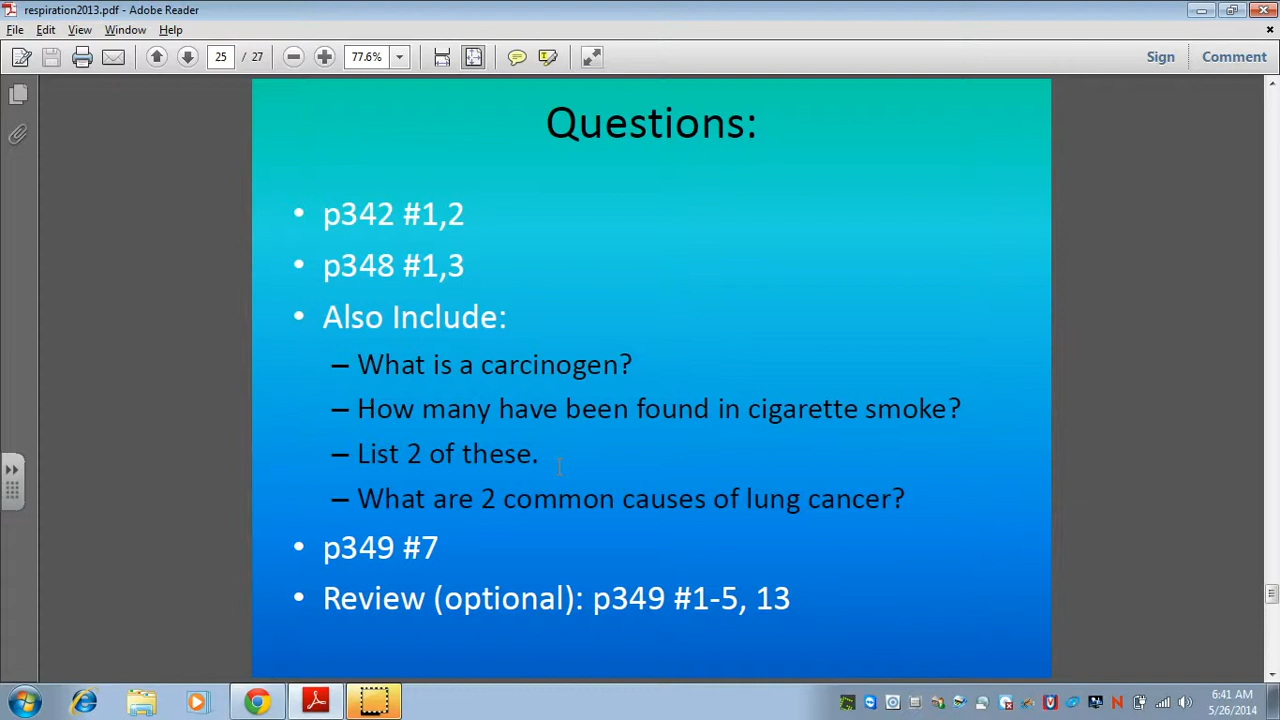 respiration2013.pdf - Adobe Reader
File Edit View Window Help
25 / 27 77.6% Sign Comment
Questions:
• p342 #1,2
• p348 #1,3
• Also Include:
– What is a carcinogen?
– How many have been found in cigarette smoke?
– List 2 of these.
– What are 2 common causes of lung cancer?
• p349 #7
• Review (optional): p349 #1-5, 13
6:41 AM
5/26/2014